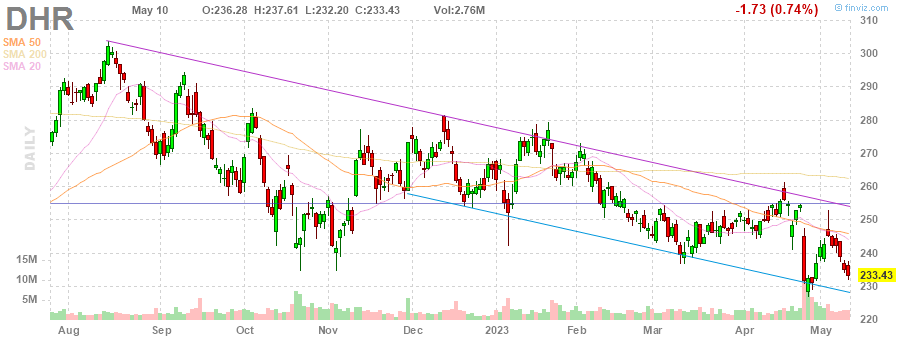 DHR May 10 O:236.28 H:237.61 L:232.20 C:233.43 Vol:2.76M -1.73 (0.74%) © finviz.com
SMA 50
SMA 200
SMA 20
DAILY
310
300
290
280
270
260
250
240
233.43
230
220
15M
10M
5M
Aug Sep Oct Nov Dec 2023 Feb Mar Apr May